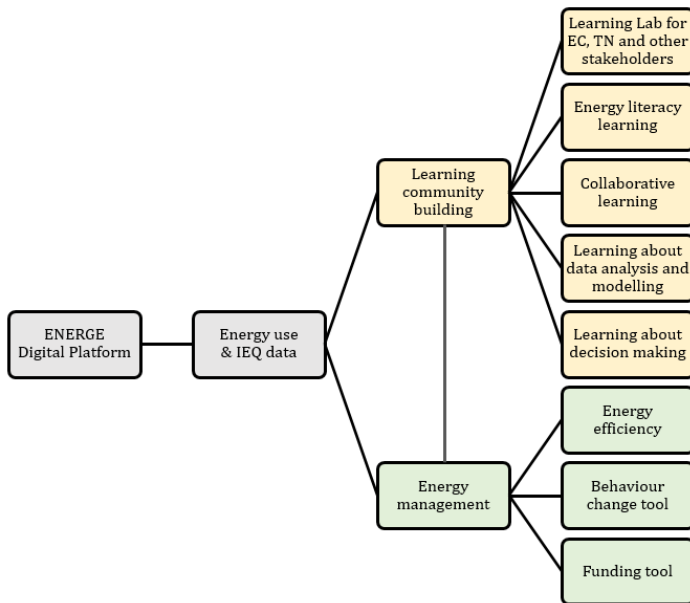 ENERGE
Digital Platform
Energy use
& IEQ data
Learning
community
building
Energy
management
Learning Lab for
EC, TN and other
stakeholders
Energy literacy
learning
Collaborative
learning
Learning about
data analysis and
modelling
Learning about
decision making
Energy
efficiency
Behaviour
change tool
Funding tool